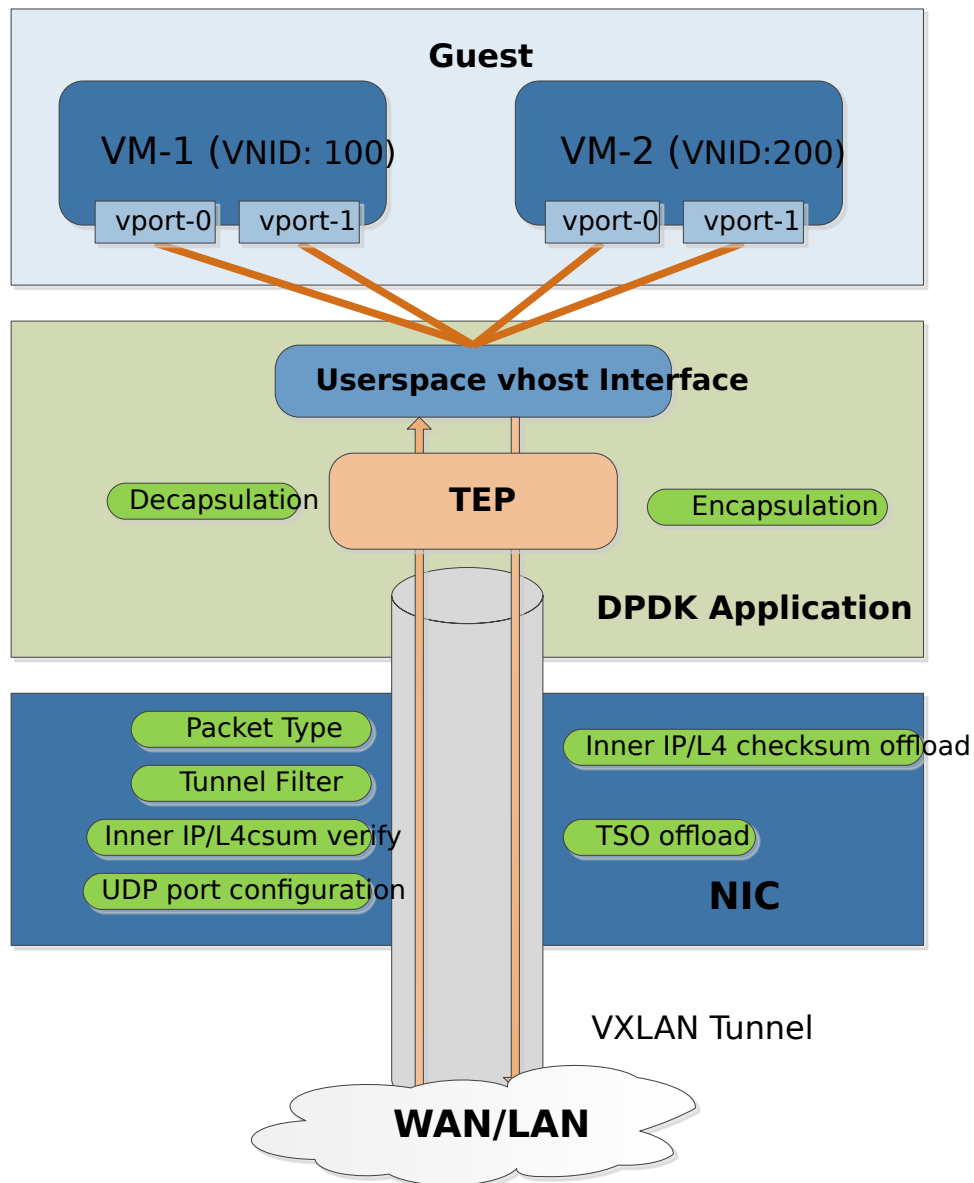 Guest
VM-1 (VNID: 100)
VM-2 (VNID:200)
vport-0
vport-1
vport-0
vport-1
Userspace vhost Interface
Decapsulation
TEP
Encapsulation
DPDK Application
Packet Type
Tunnel Filter
Inner IP/L4csum verify
UDP port configuration
Inner IP/L4 checksum offload
TSO offload
NIC
VXLAN Tunnel
WAN/LAN